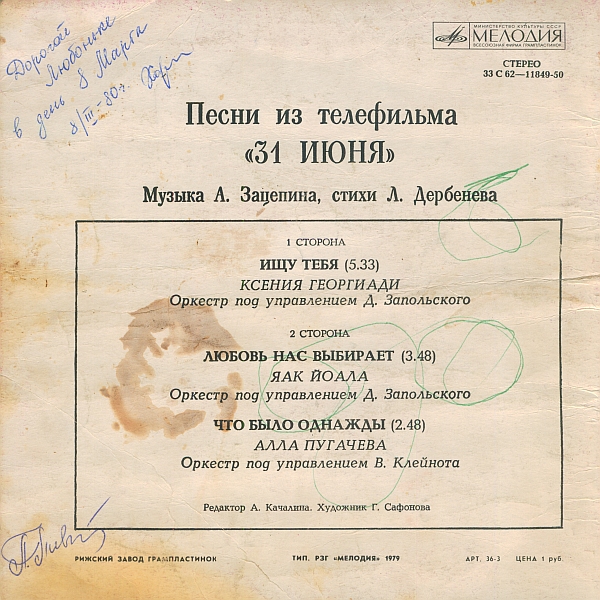 Дорогой
Любоньке
в день 8 Марта
8/III-80г.
МИНИСТЕРСТВО КУЛЬТУРЫ СССР
МЕЛОДИЯ
ВСЕСОЮЗНАЯ ФИРМА ГРАМПЛАСТИНОК
СТЕРЕО
33 С 62—11849-50
Песни из телефильма
«31 ИЮНЯ»
Музыка А. Зацепина, стихи Л. Дербенева
1 СТОРОНА
ИЩУ ТЕБЯ (5.33)
КСЕНИЯ ГЕОРГИАДИ
Оркестр под управлением Д. Запольского
2 СТОРОНА
ЛЮБОВЬ НАС ВЫБИРАЕТ (3.48)
ЯАК ЙОАЛА
Оркестр под управлением Д. Запольского
ЧТО БЫЛО ОДНАЖДЫ (2.48)
АЛЛА ПУГАЧЕВА
Оркестр под управлением В. Клейнота
Редактор А. Качалина. Художник Г. Сафонова
РИЖСКИЙ ЗАВОД ГРАМПЛАСТИНОК ТИП. РЗГ «МЕЛОДИЯ» 1979 АРТ. 36-3 ЦЕНА 1 руб.